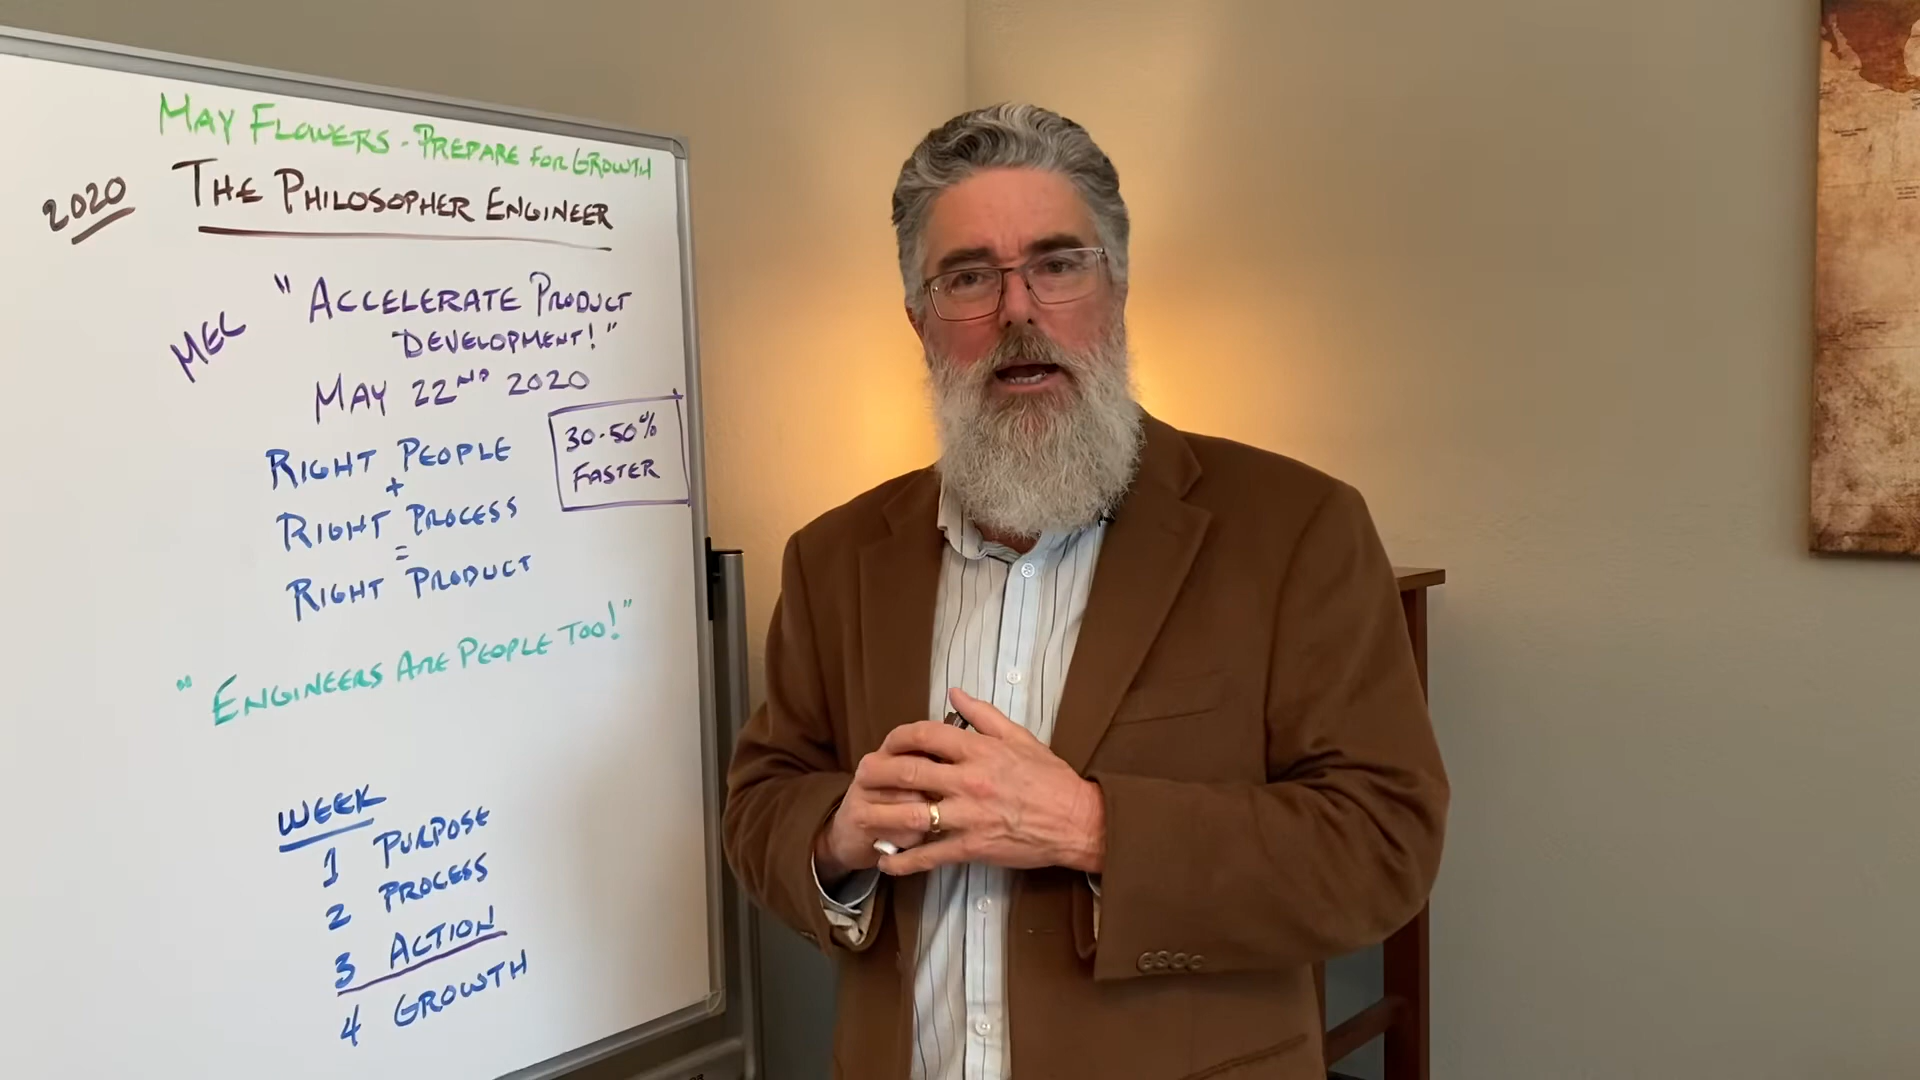 MAY FLOWERS - PREPARE FOR GROWTH
2020 THE PHILOSOPHER ENGINEER
MEC "ACCELERATE PRODUCT
DEVELOPMENT!"
MAY 22ND 2020
30-50%
FASTER
RIGHT PEOPLE
+
RIGHT PROCESS
=
RIGHT PRODUCT
"ENGINEERS ARE PEOPLE TOO!"
WEEK
1 PURPOSE
2 PROCESS
3 ACTION
4 GROWTH